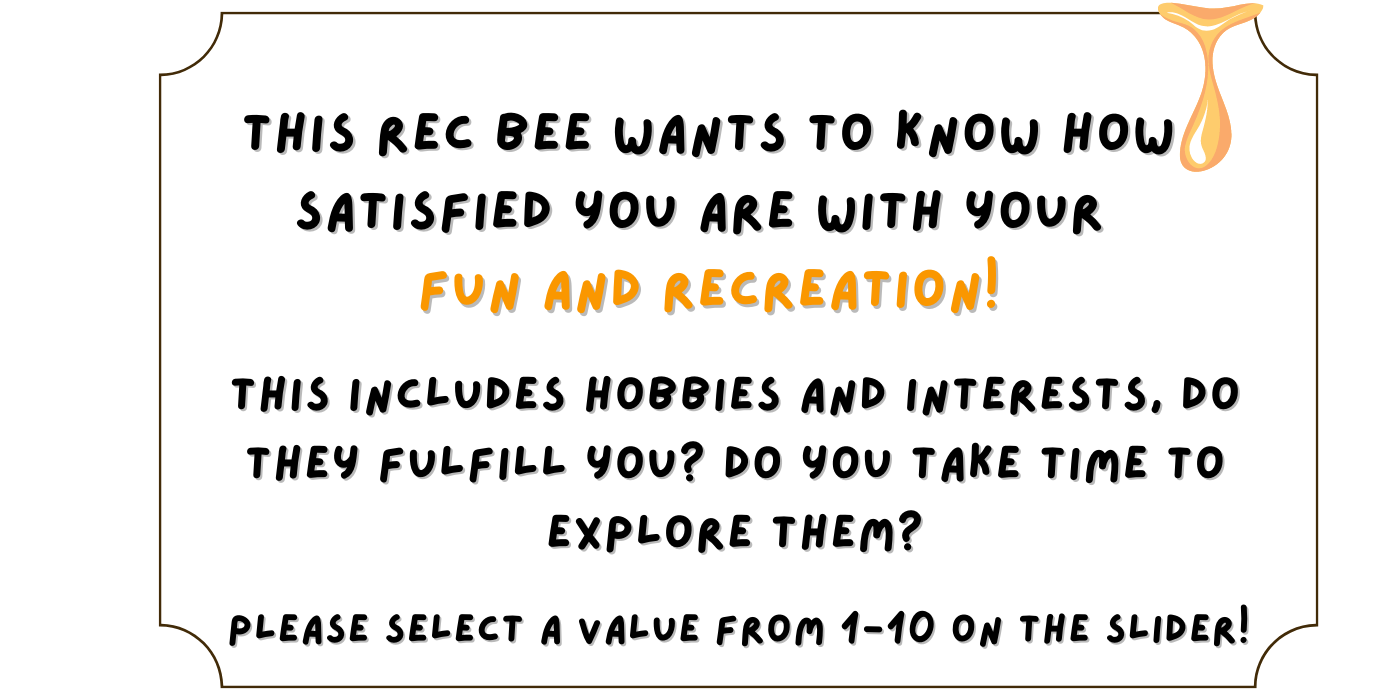 THIS REC BEE WANTS TO KNOW HOW
SATISFIED YOU ARE WITH YOUR
FUN AND RECREATION!
THIS INCLUDES HOBBIES AND INTERESTS, DO
THEY FULFILL YOU? DO YOU TAKE TIME TO
EXPLORE THEM?
PLEASE SELECT A VALUE FROM 1-10 ON THE SLIDER!